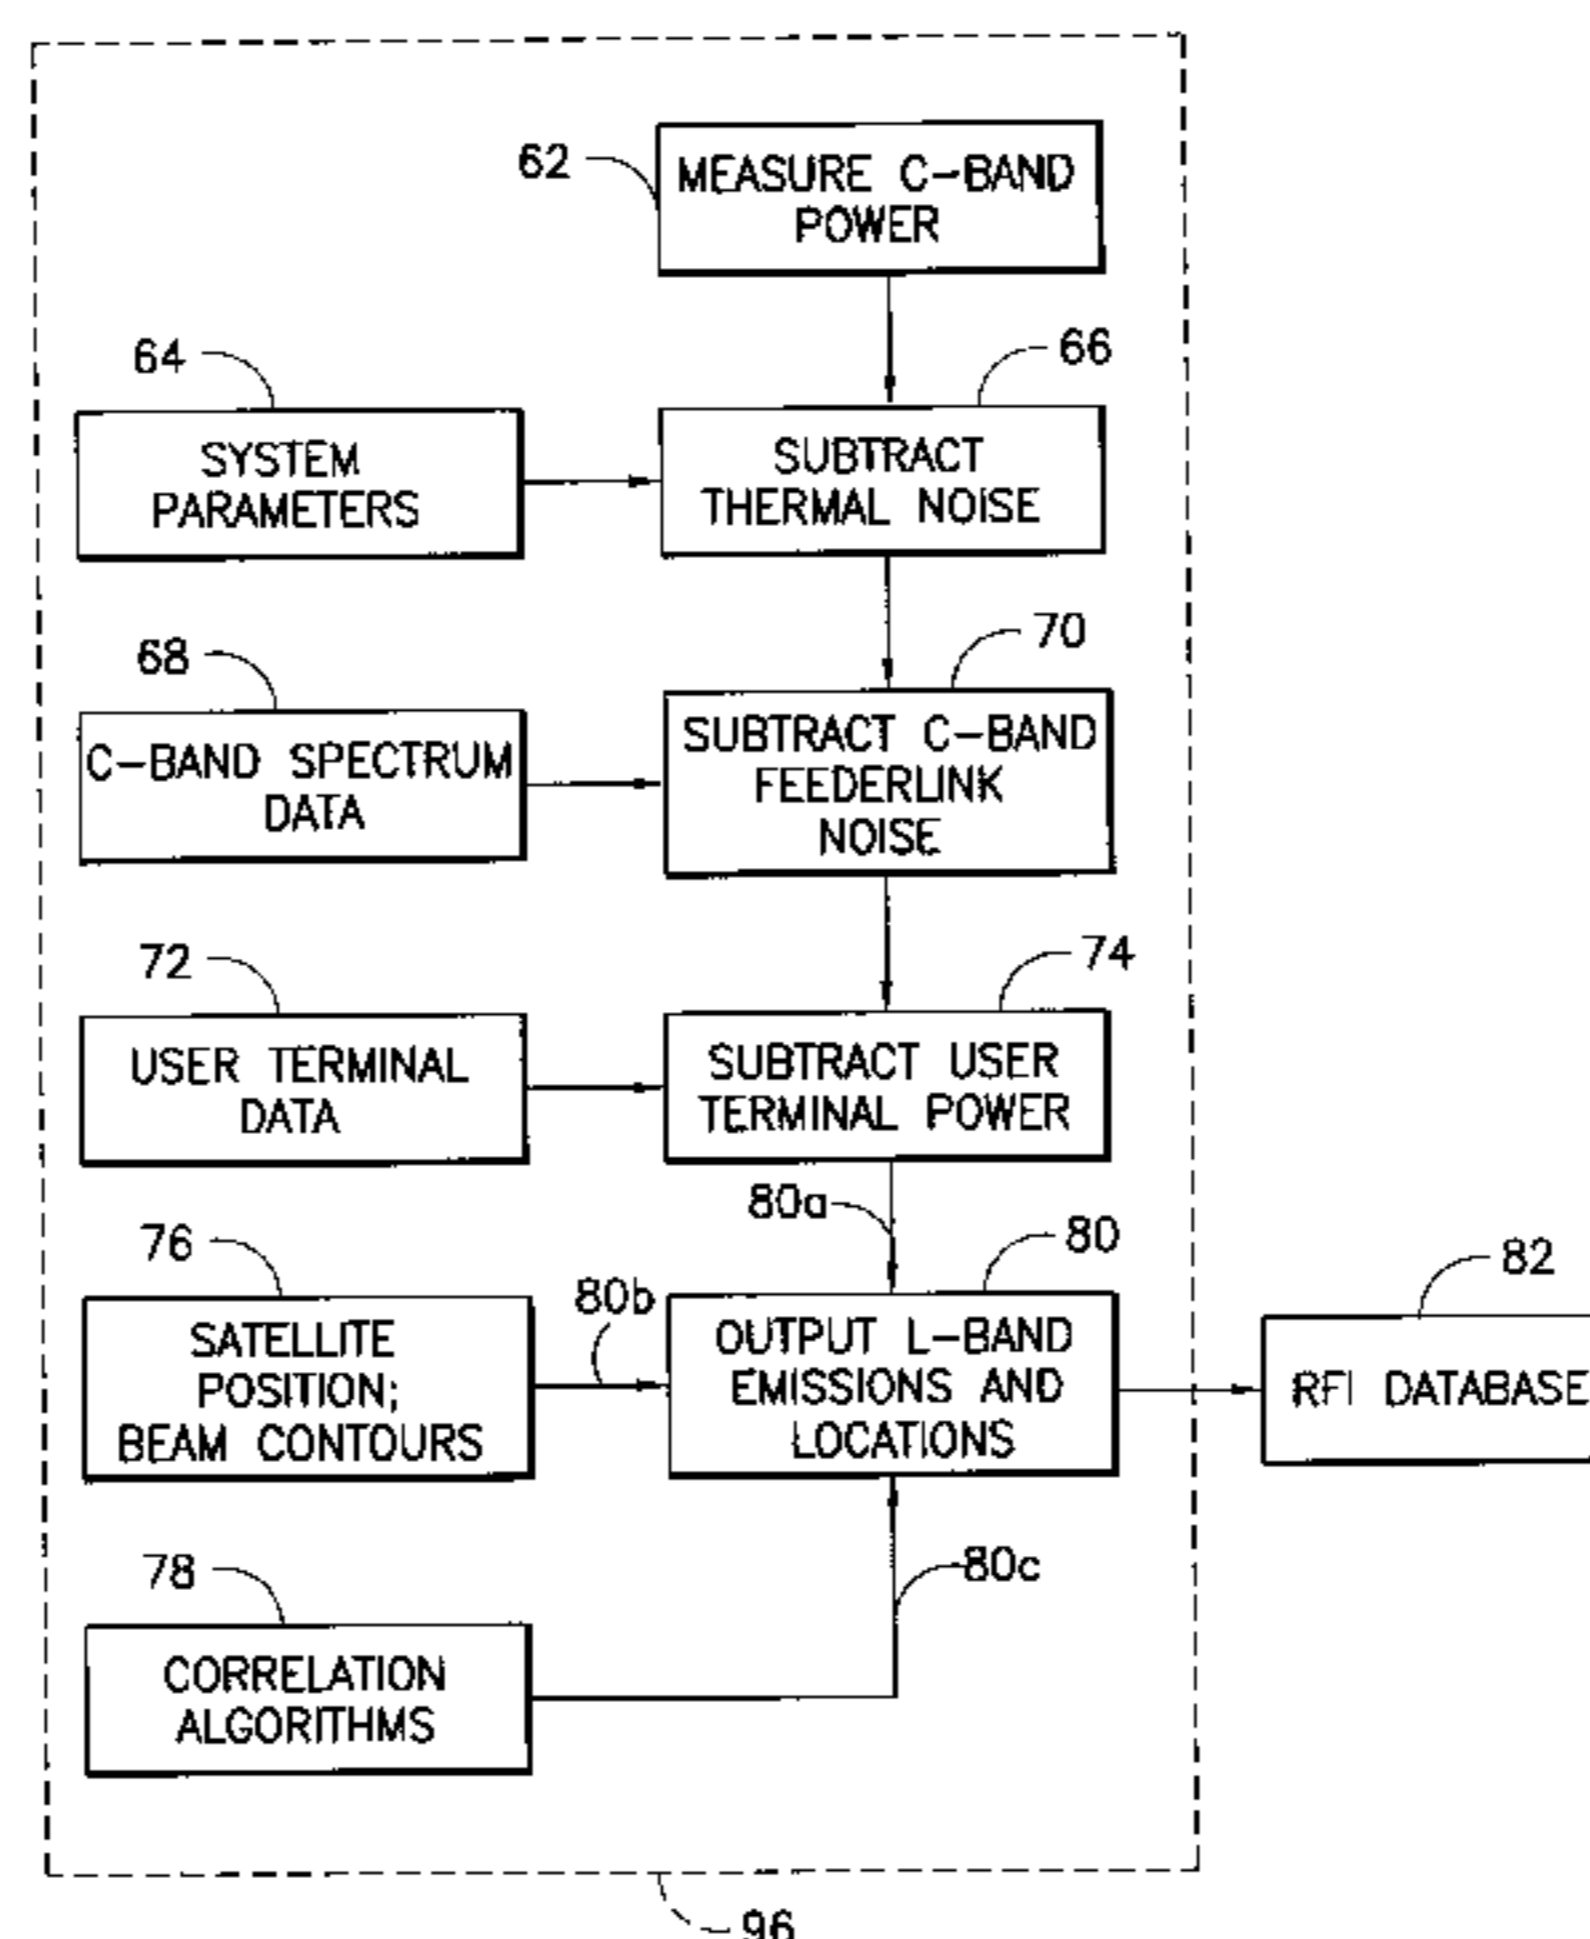 62
MEASURE C-BAND
POWER
64
66
SYSTEM
PARAMETERS
SUBTRACT
THERMAL NOISE
68
70
C-BAND SPECTRUM
DATA
SUBTRACT C-BAND
FEEDERLINK
NOISE
72
74
USER TERMINAL
DATA
SUBTRACT USER
TERMINAL POWER
80a
76
80
82
80b
SATELLITE
POSITION;
BEAM CONTOURS
OUTPUT L-BAND
EMISSIONS AND
LOCATIONS
RFI DATABASE
78
80c
CORRELATION
ALGORITHMS
96